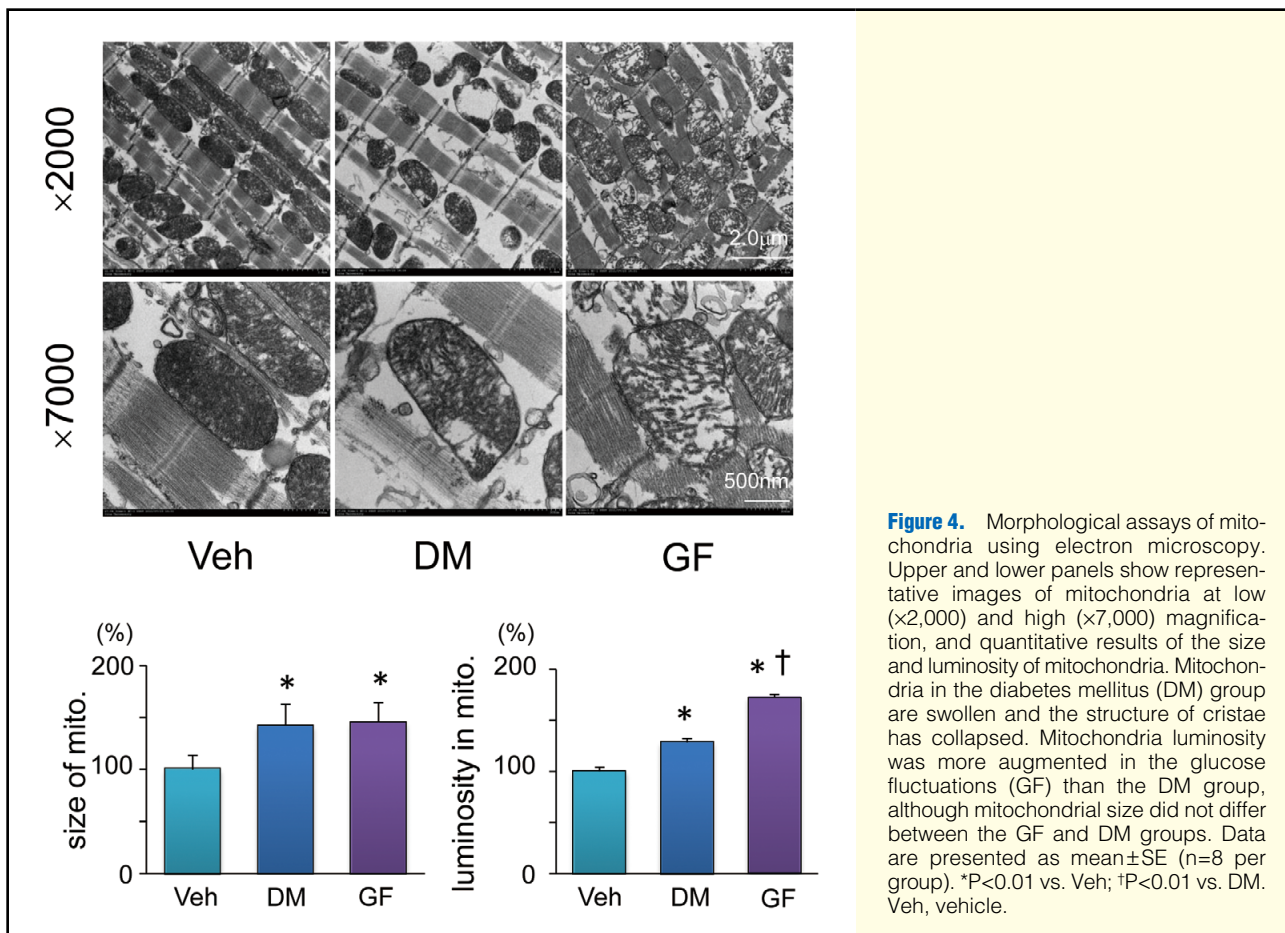 ×2000
2.0μm
×7000
500nm
Veh DM GF
(%)
200
100
0
size of mito.
* *
Veh DM GF
(%)
200
100
0
luminosity in mito.
* * †
Veh DM GF
Figure 4. Morphological assays of mito-
chondria using electron microscopy.
Upper and lower panels show represen-
tative images of mitochondria at low
(×2,000) and high (×7,000) magnifica-
tion, and quantitative results of the size
and luminosity of mitochondria. Mitochon-
dria in the diabetes mellitus (DM) group
are swollen and the structure of cristae
has collapsed. Mitochondria luminosity
was more augmented in the glucose
fluctuations (GF) than the DM group,
although mitochondrial size did not differ
between the GF and DM groups. Data
are presented as mean±SE (n=8 per
group). *P<0.01 vs. Veh; †P<0.01 vs. DM.
Veh, vehicle.